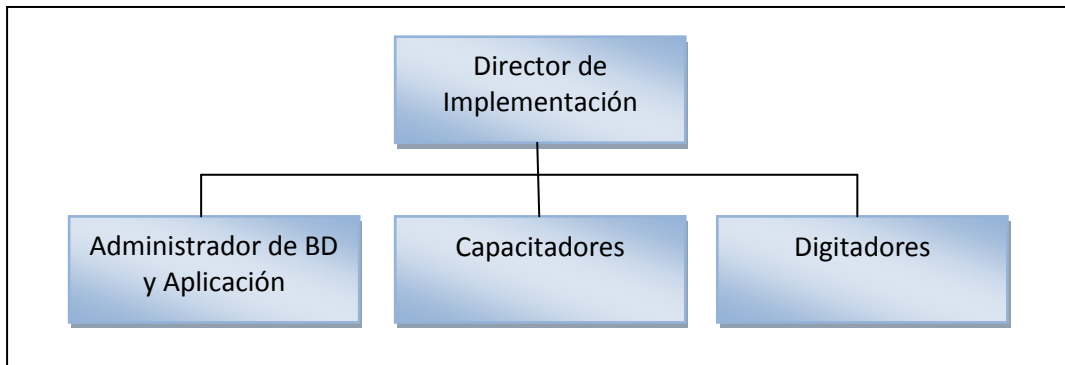 Director de
Implementación
Administrador de BD
y Aplicación
Capacitadores
Digitadores